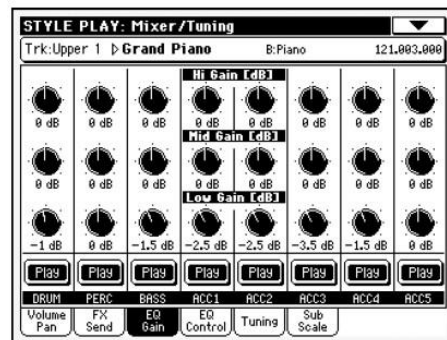 STYLE PLAY: Mixer/Tuning
Trk:Upper 1 ▷Grand Piano B:Piano 121.003.000
Hi Gain [dB]
0 dB 0 dB 0 dB 0 dB 0 dB 0 dB 0 dB 0 dB
Mid Gain [dB]
0 dB 0 dB 0 dB 0 dB 0 dB 0 dB 0 dB 0 dB
Low Gain [dB]
-1 dB 0 dB -1.5 dB -2.5 dB -2.5 dB -3.5 dB -1.5 dB 0 dB
Play Play Play Play Play Play Play Play
DRUM PERC BASS ACC1 ACC2 ACC3 ACC4 ACC5
Volume FX EQ EQ Tuning Sub
Pan Send Gain Control Scale